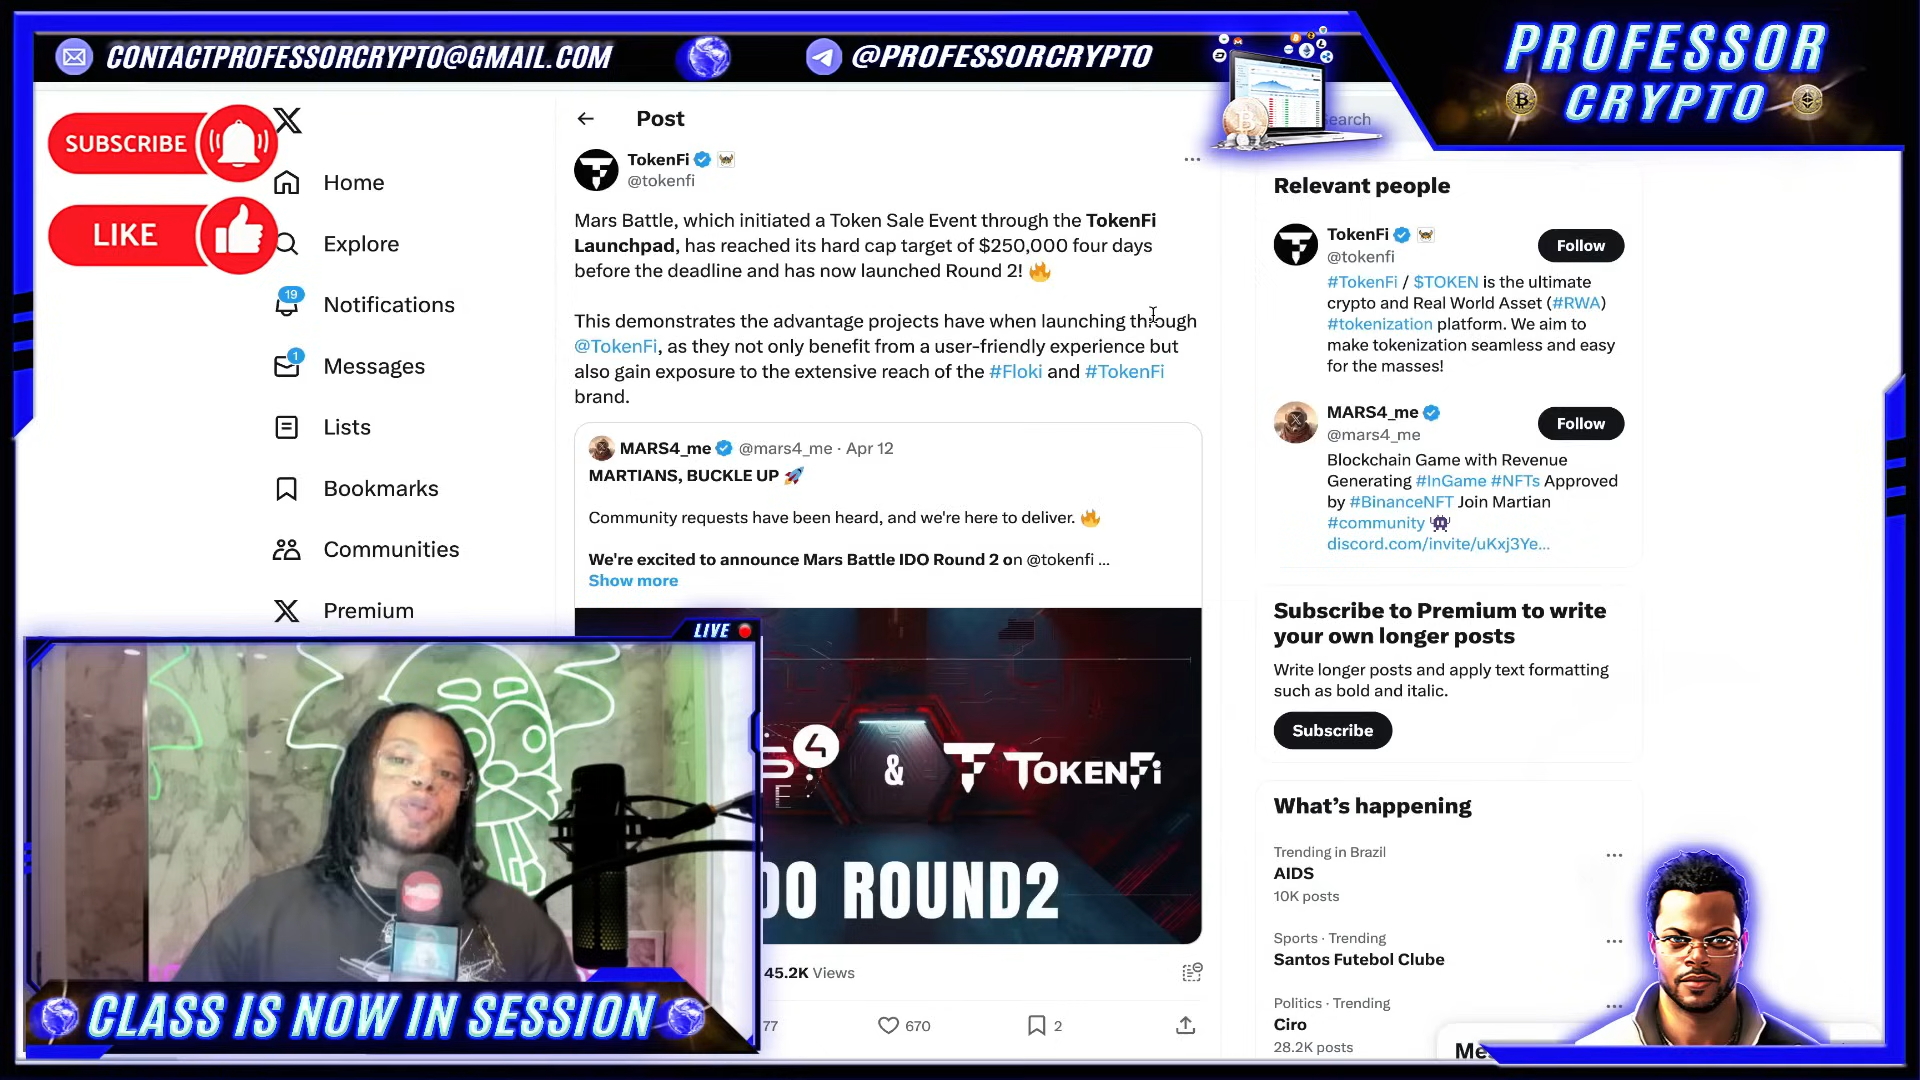 CONTACTPROFESSORCRYPTO@GMAIL.COM
@PROFESSORCRYPTO
PROFESSOR
CRYPTO
SUBSCRIBE
LIKE
Home
Explore
19
Notifications
1
Messages
Lists
Bookmarks
Communities
Premium
Post
TokenFi
@tokenfi
Mars Battle, which initiated a Token Sale Event through the TokenFi
Launchpad, has reached its hard cap target of $250,000 four days
before the deadline and has now launched Round 2! 🔥
This demonstrates the advantage projects have when launching through
@TokenFi, as they not only benefit from a user-friendly experience but
also gain exposure to the extensive reach of the #Floki and #TokenFi
brand.
MARS4_me @mars4_me · Apr 12
MARTIANS, BUCKLE UP 🚀
Community requests have been heard, and we're here to deliver. 🔥
We're excited to announce Mars Battle IDO Round 2 on @tokenfi ...
Show more
S4
&
TOKENFI
E
DO ROUND2
45.2K Views
77
670
2
earch
Relevant people
TokenFi
@tokenfi
Follow
#TokenFi / $TOKEN is the ultimate
crypto and Real World Asset (#RWA)
#tokenization platform. We aim to
make tokenization seamless and easy
for the masses!
MARS4_me
@mars4_me
Follow
Blockchain Game with Revenue
Generating #InGame #NFTs Approved
by #BinanceNFT Join Martian
#community 👾
discord.com/invite/uKxj3Ye...
Subscribe to Premium to write
your own longer posts
Write longer posts and apply text formatting
such as bold and italic.
Subscribe
What's happening
Trending in Brazil
AIDS
10K posts
Sports · Trending
Santos Futebol Clube
Politics · Trending
Ciro
28.2K posts
Me
LIVE
CLASS IS NOW IN SESSION